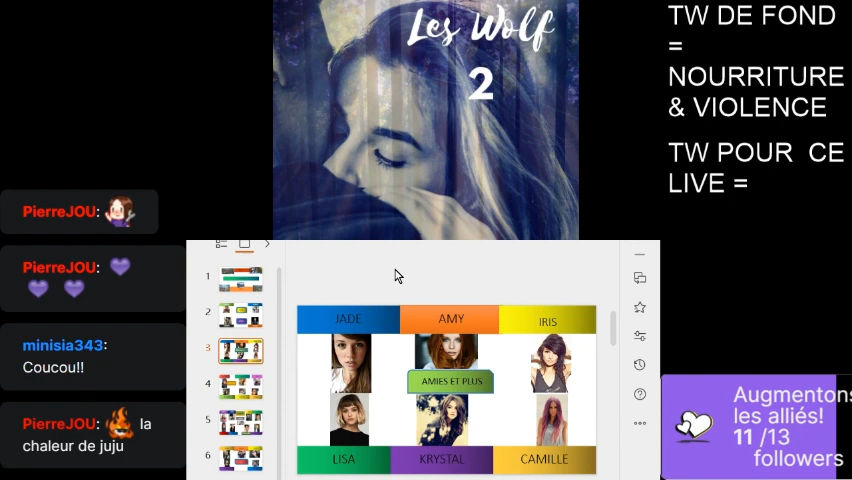 Les Wolf
2
TW DE FOND
=
NOURRITURE
& VIOLENCE
TW POUR CE
LIVE =
PierreJOU:
PierreJOU:
minisia343:
Coucou!!
PierreJOU: la
chaleur de juju
1
2
3
4
5
6
JADE
AMY
IRIS
AMIES ET PLUS
LISA
KRYSTAL
CAMILLE
Augmentons
les alliés!
11 /13
followers